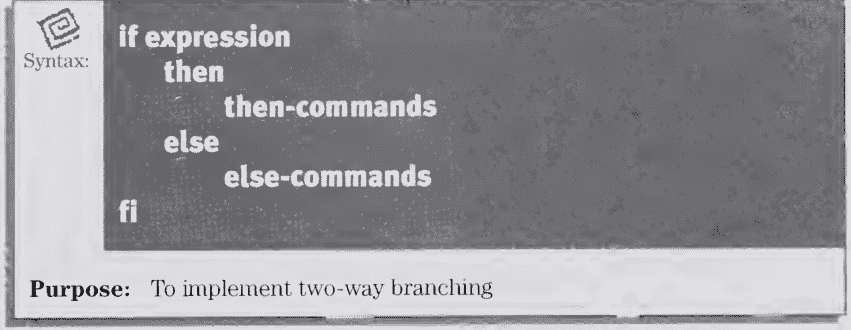 Syntax:
if expression
then
then-commands
else
else-commands
fi
Purpose: To implement two-way branching